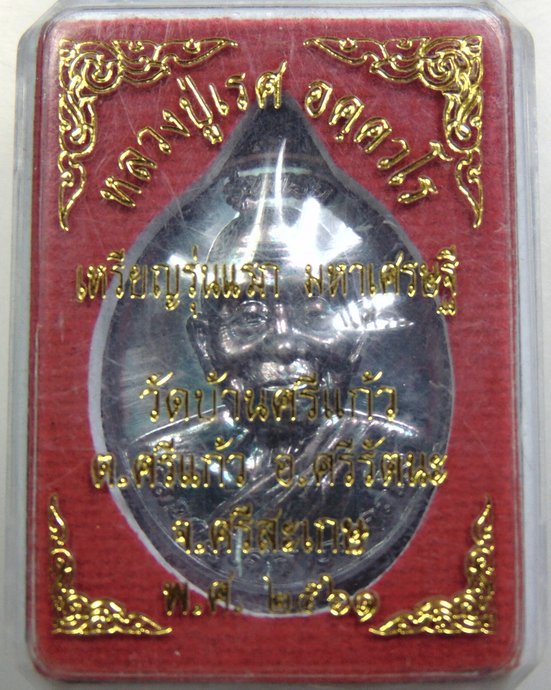 หลวงปู่เรศ อคฺควโร
เหรียญรุ่นแรก มหาเศรษฐี
วัดบ้านศรีแก้ว
ต.ศรีแก้ว อ.ศรีรัตนะ
จ.ศรีสะเกษ
พ.ศ. ๒๕๖๑